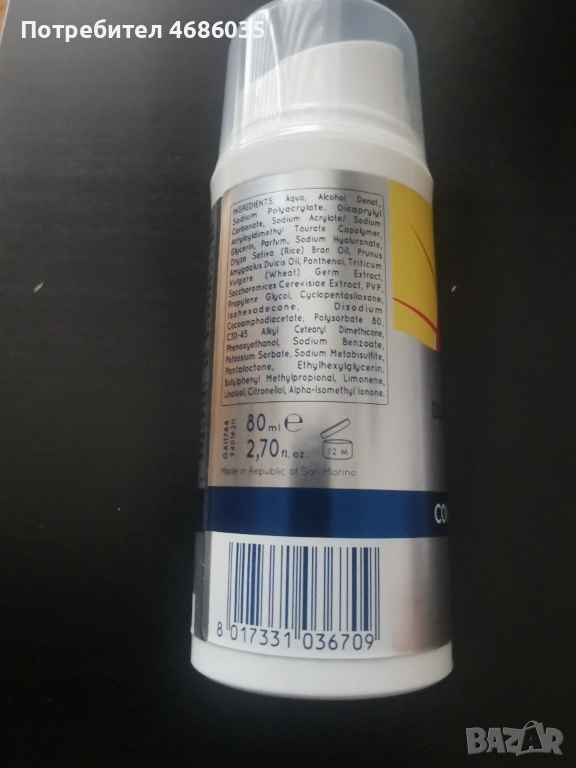 Потребител 4686035
INGREDIENTS: Aqua, Alcohol Denat.,
Sodium Polyacrylate, Dicaprylyl
Carbonate, Sodium Acrylate/ Sodium
Acryloyldimethyl Taurate Copolymer,
Glycerin, Parfum, Sodium Hyaluronate,
Oryza Sativa (Rice) Bran Oil, Prunus
Amygdalus Dulcis Oil, Panthenol, Triticum
Vulgare (Wheat) Germ Extract,
Saccharomices Cerevisiae Extract, PVP,
Propylene Glycol, Cyclopentasiloxane,
Isohexadecane, Disodium
Cocoamphodiacetate, Polysorbate 80,
C30-45 Alkyl Cetearyl Dimethicone,
Phenoxyethanol, Sodium Benzoate,
Potassium Sorbate, Sodium Metabisulfite,
Pantolactone, Ethylhexylglycerin,
Butylphenyl Methylpropional, Limonene,
Linalool, Citronellol, Alpha-isomethyl Ionone.
GA11768
94016211
80 ml e
2,70 fl. oz.
12 M
Made in Republic of San Marino
CO
8 017331 036709
BAZAR